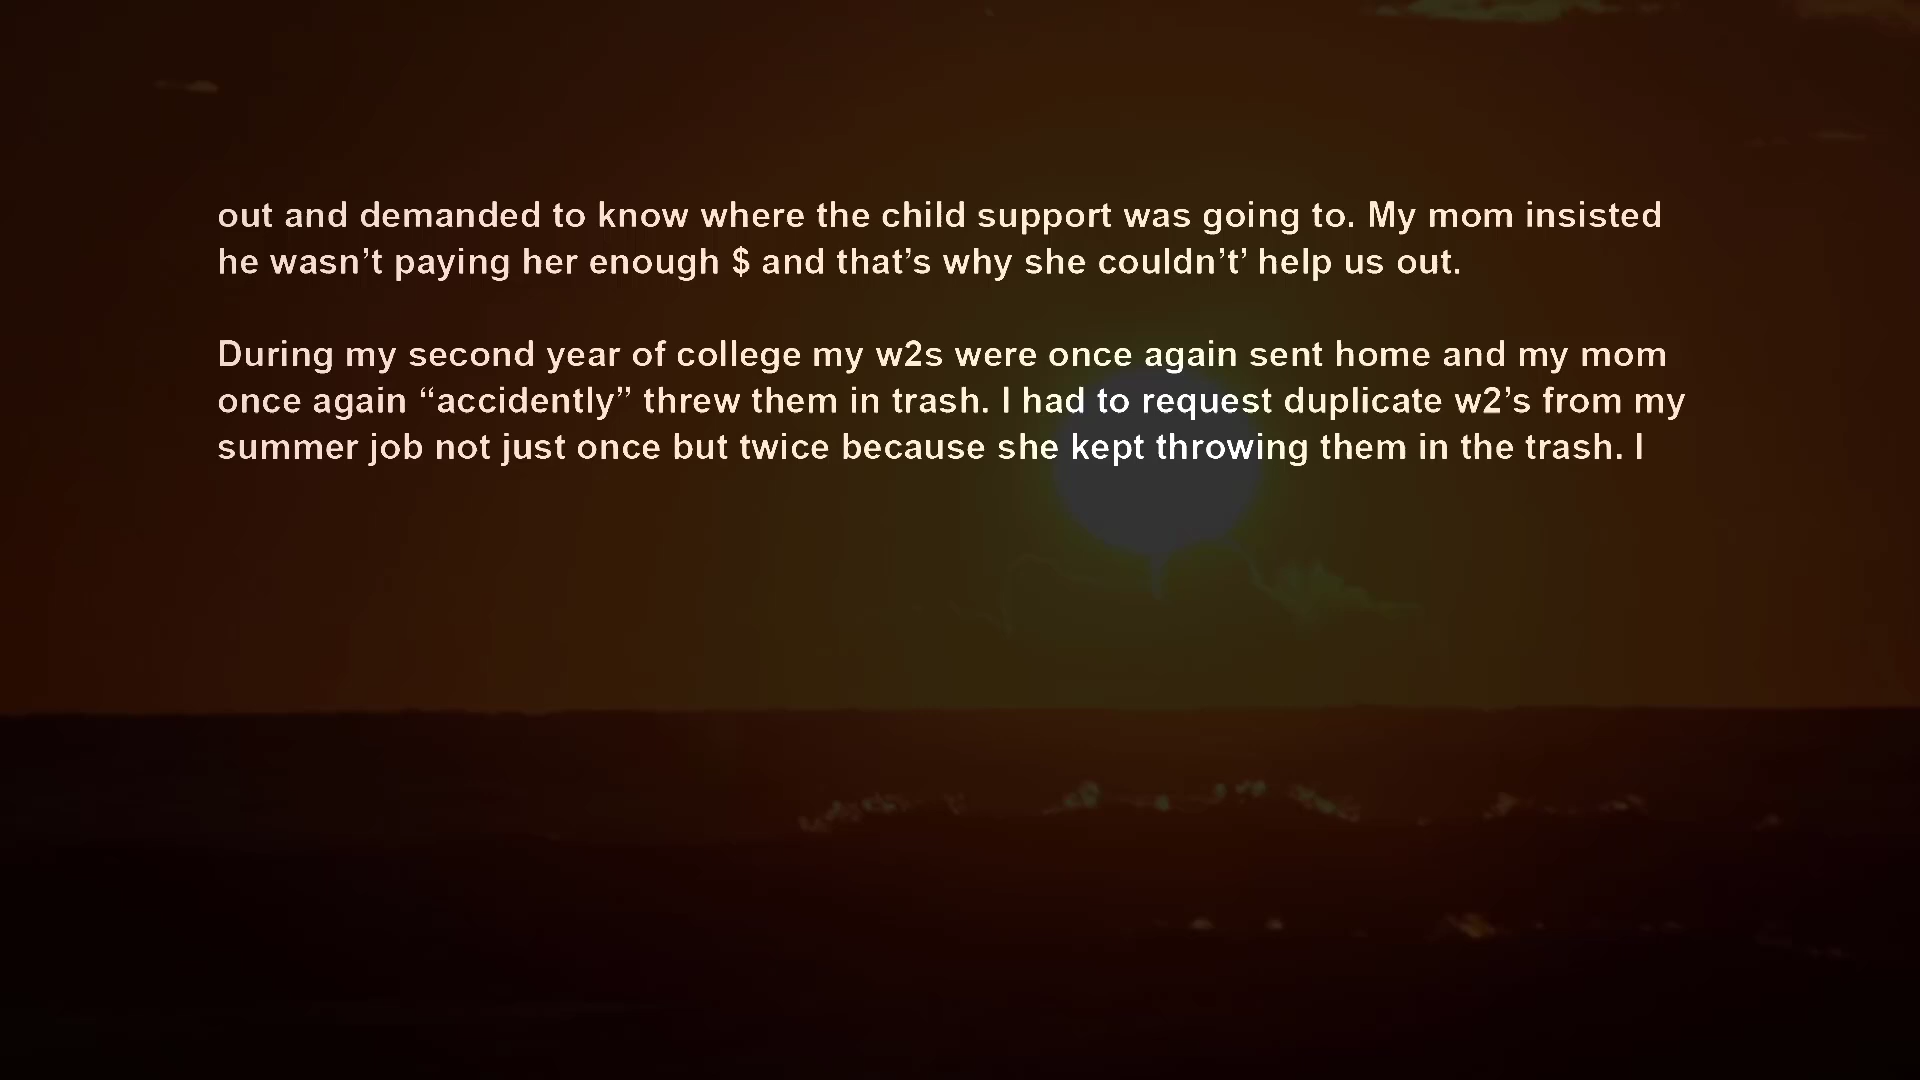 out and demanded to know where the child support was going to. My mom insisted
he wasn’t paying her enough $ and that’s why she couldn’t’ help us out.
During my second year of college my w2s were once again sent home and my mom
once again “accidently” threw them in trash. I had to request duplicate w2’s from my
summer job not just once but twice because she kept throwing them in the trash. I